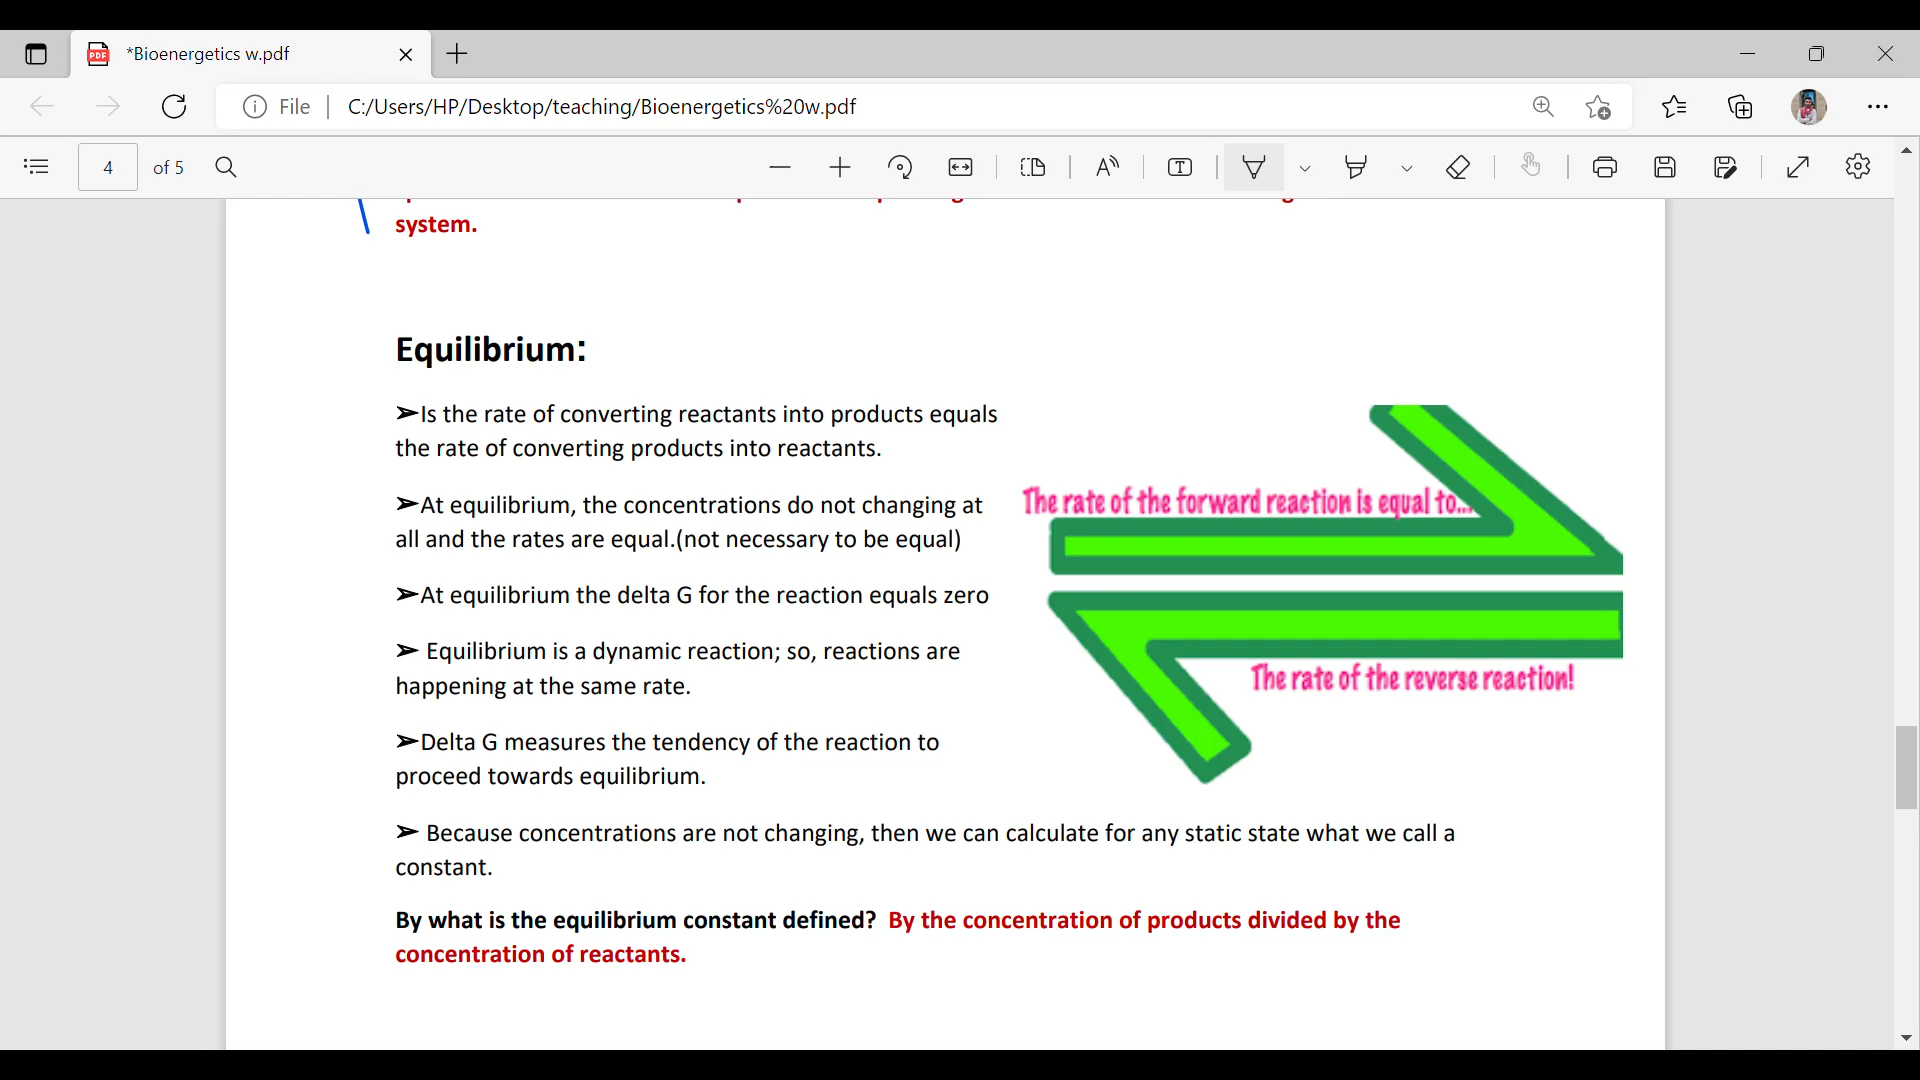 *Bioenergetics w.pdf
File
C:/Users/HP/Desktop/teaching/Bioenergetics%20w.pdf
4 of 5
system.
Equilibrium:
➢Is the rate of converting reactants into products equals
the rate of converting products into reactants.
➢At equilibrium, the concentrations do not changing at
all and the rates are equal.(not necessary to be equal)
➢At equilibrium the delta G for the reaction equals zero
➢ Equilibrium is a dynamic reaction; so, reactions are
happening at the same rate.
➢Delta G measures the tendency of the reaction to
proceed towards equilibrium.
The rate of the forward reaction is equal to...
The rate of the reverse reaction!
➢ Because concentrations are not changing, then we can calculate for any static state what we call a
constant.
By what is the equilibrium constant defined? By the concentration of products divided by the
concentration of reactants.